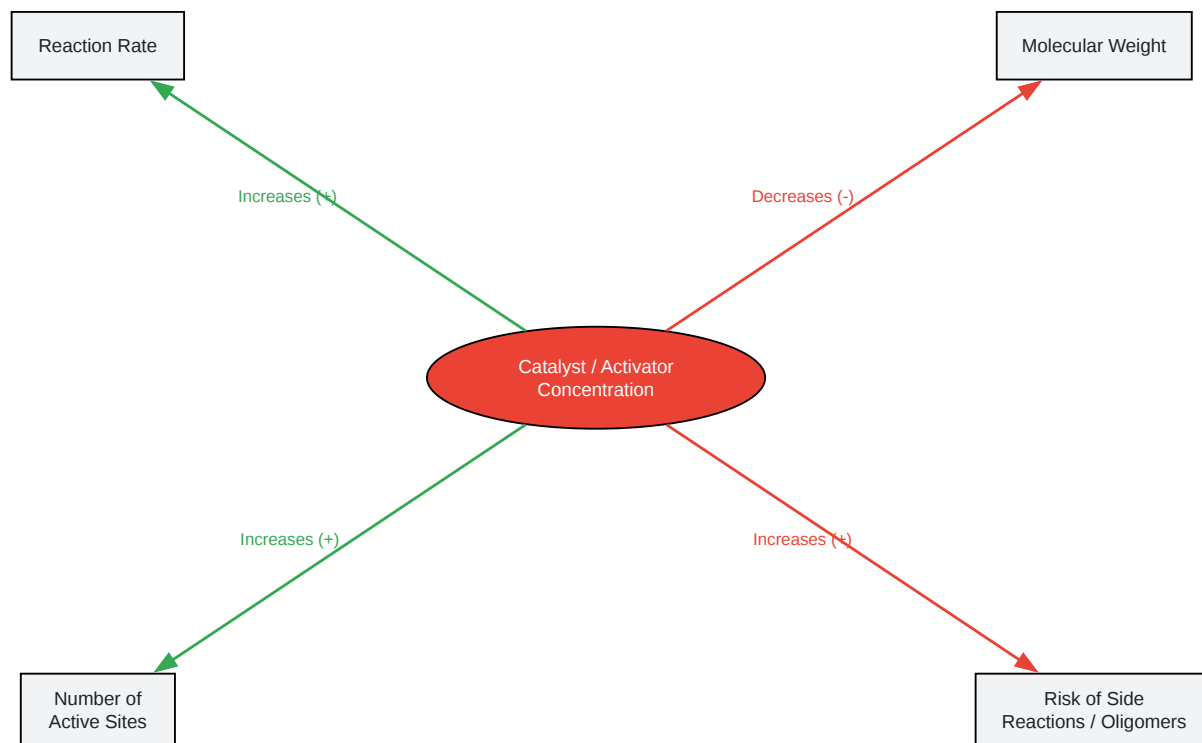 Reaction Rate
Molecular Weight
Increases (+)
Decreases (-)
Catalyst / Activator
Concentration
Increases (+)
Increases (+)
Number of
Active Sites
Risk of Side
Reactions / Oligomers